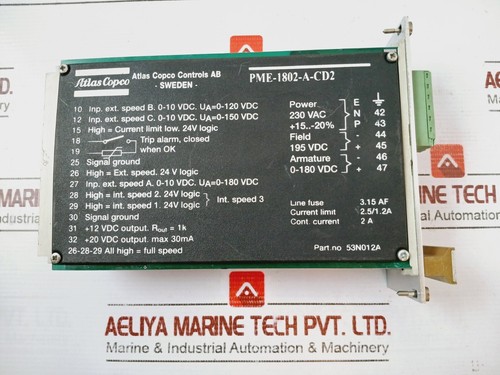 Atlas Copco
Atlas Copco Controls AB
- SWEDEN -
PME-1802-A-CD2
10 Inp. ext. speed B. 0-10 VDC. UA=0-120 VDC
12 Inp. ext. speed C. 0-10 VDC. UA=0-150 VDC
15 High = Current limit low. 24V logic
18 Trip alarm, closed
19 when OK
25 Signal ground
26 High = Ext. speed. 24 V logic
27 Inp. ext. speed A. 0-10 VDC. UA=0-180 VDC
28 High = int. speed 2. 24V logic
29 High = int. speed 1. 24V logic
Int. speed 3
30 Signal ground
31 +12 VDC output. Rout = 1k
32 +20 VDC output. max 30mA
26-28-29 All high = full speed
Power E
230 VAC N 42
+15..-20% P 43
Field - 44
195 VDC + 45
Armature - 46
0-180 VDC + 47
Line fuse 3.15 AF
Current limit 2.5/1.2A
Cont. current 2 A
Part no 53N012A
AELIYA MARINE TECH PVT. LTD.
Marine & Industrial Automation & Machinery